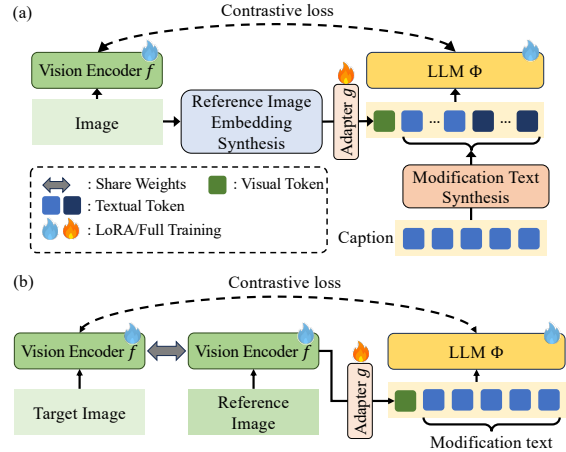 (a)
Contrastive loss
Vision Encoder f
LLM Φ
Image
Reference Image
Embedding
Synthesis
Adapter g
... ...
Modification Text
Synthesis
Caption
: Share Weights
: Visual Token
: Textual Token
: LoRA/Full Training
(b)
Contrastive loss
Vision Encoder f
Vision Encoder f
LLM Φ
Target Image
Reference
Image
Adapter g
Modification text